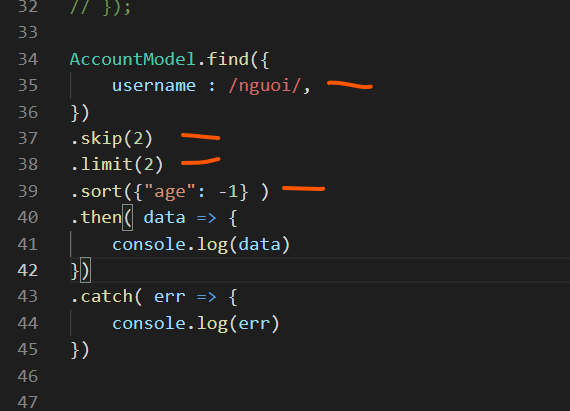 32 // });
33
34 AccountModel.find({
35     username : /nguoi/,
36 })
37 .skip(2)
38 .limit(2)
39 .sort({"age": -1} )
40 .then( data => {
41     console.log(data)
42 })
43 .catch( err => {
44     console.log(err)
45 })
46
47